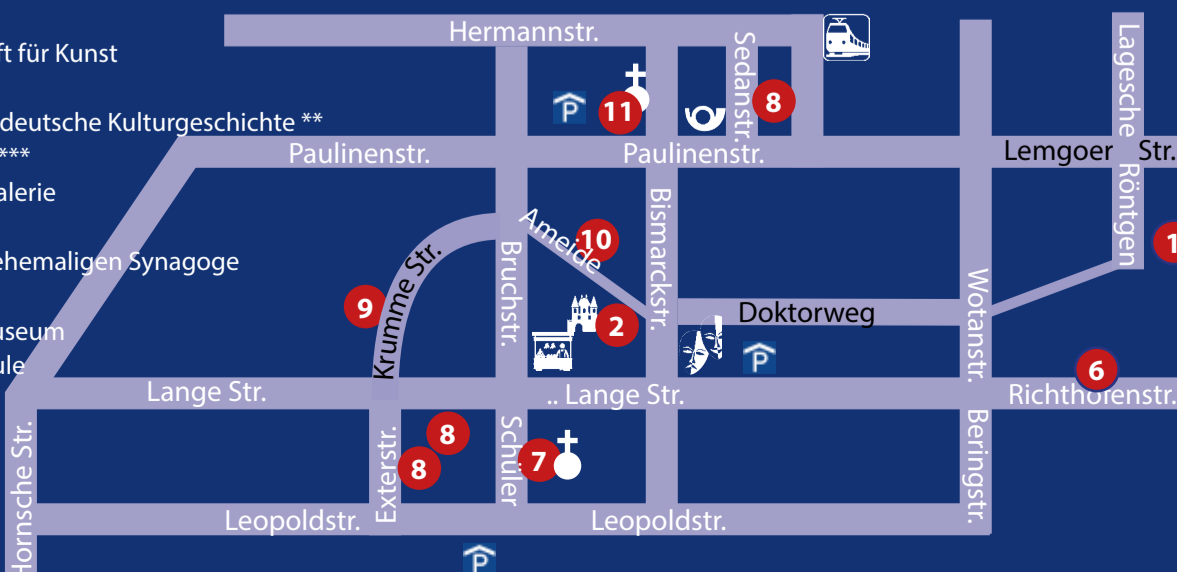 ft für Kunst
deutsche Kulturgeschichte **
***
alerie
ehemaligen Synagoge
useum
ule
Hermannstr.
Sedanstr.
Lagesche
Röntgen
8
11
P
Paulinenstr.
Paulinenstr.
Lemgoer Str.
Ameide
10
Bismarckstr.
Bruchstr.
Krumme Str.
9
2
Doktorweg
P
Wotanstr.
1
6
Lange Str.
.. Lange Str.
Richthofenstr.
Hornsche Str.
Exterstr.
8
8
Schüler
7
Beringstr.
Leopoldstr.
Leopoldstr.
P